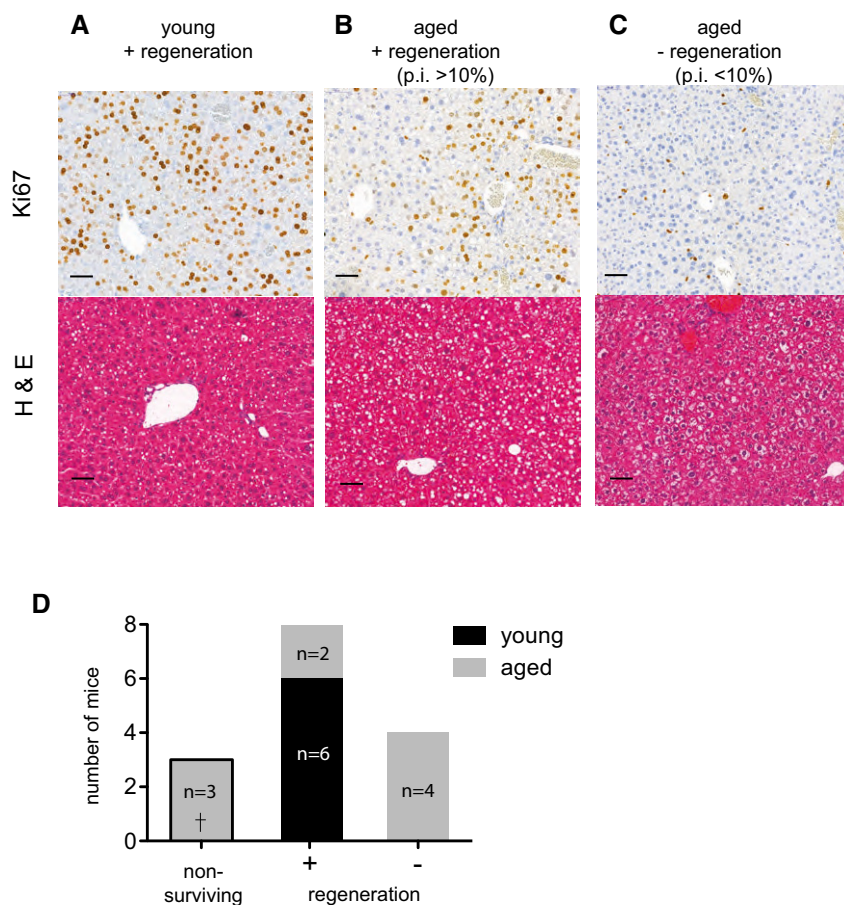 A
young
+ regeneration
B
aged
+ regeneration
(p.i. >10%)
C
aged
- regeneration
(p.i. <10%)
Ki67
H & E
D
number of mice
8
6
4
2
0
n=3
†
n=2
n=6
n=4
young
aged
non-
surviving
+
-
regeneration